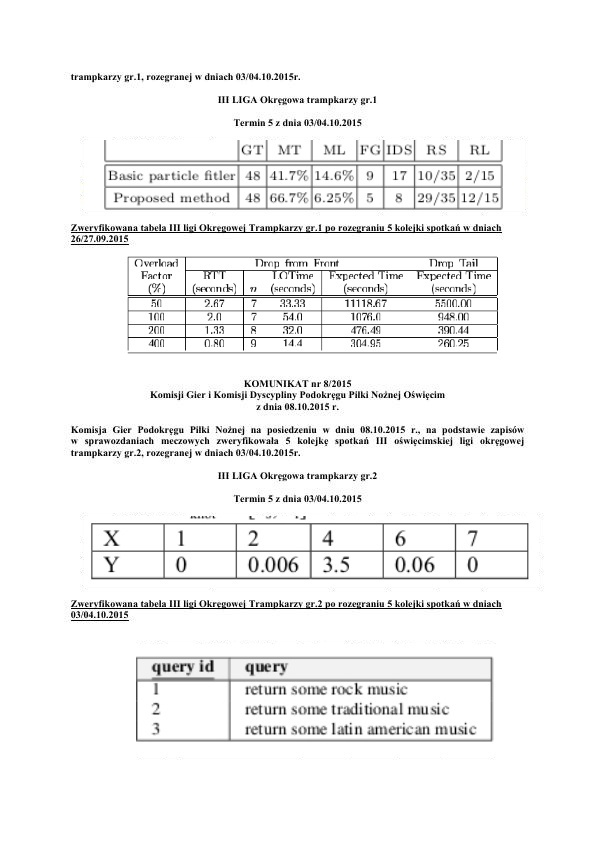 trampkarzy gr.1, rozegranej w dniach 03/04.10.2015r.
III LIGA Okręgowa trampkarzy gr.1
Termin 5 z dnia 03/04.10.2015
GT MT ML FG IDS RS RL
Basic particle fitler 48 41.7% 14.6% 9 17 10/35 2/15
Proposed method 48 66.7% 6.25% 5 8 29/35 12/15
Zweryfikowana tabela III ligi Okręgowej Trampkarzy gr.1 po rozegraniu 5 kolejki spotkań w dniach
26/27.09.2015
Overload Drop from Front Drop Tail
Factor RTT LOTime Expected Time Expected Time
(%) (seconds) n (seconds) (seconds) (seconds)
50 2.67 7 33.33 11118.67 5500.00
100 2.0 7 54.0 1076.0 948.00
200 1.33 8 32.0 476.49 390.44
400 0.80 9 14.4 304.95 260.25
KOMUNIKAT nr 8/2015
Komisji Gier i Komisji Dyscypliny Podokręgu Piłki Nożnej Oświęcim
z dnia 08.10.2015 r.
Komisja Gier Podokręgu Piłki Nożnej na posiedzeniu w dniu 08.10.2015 r., na podstawie zapisów
w sprawozdaniach meczowych zweryfikowała 5 kolejkę spotkań III oświęcimskiej ligi okręgowej
trampkarzy gr.2, rozegranej w dniach 03/04.10.2015r.
III LIGA Okręgowa trampkarzy gr.2
Termin 5 z dnia 03/04.10.2015
X 1 2 4 6 7
Y 0 0.006 3.5 0.06 0
Zweryfikowana tabela III ligi Okręgowej Trampkarzy gr.2 po rozegraniu 5 kolejki spotkań w dniach
03/04.10.2015
query id query
1 return some rock music
2 return some traditional music
3 return some latin american music